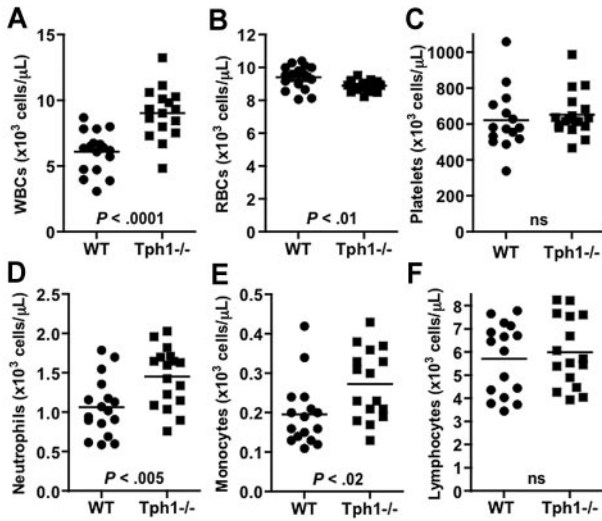 A
WBCs (x10³ cells/µL)
15
10
5
0
P < .0001
WT Tph1-/-
B
RBCs (x10³ cells/µL)
12
10
8
6
4
2
0
P < .01
WT Tph1-/-
C
Platelets (x10³ cells/µL)
1000
800
600
400
200
0
ns
WT Tph1-/-
D
Neutrophils (x10³ cells/µL)
2.5
2.0
1.5
1.0
0.5
0.0
P < .005
WT Tph1-/-
E
Monocytes (x10³ cells/µL)
0.5
0.4
0.3
0.2
0.1
0.0
P < .02
WT Tph1-/-
F
Lymphocytes (x10³ cells/µL)
8
7
6
5
4
3
2
1
0
ns
WT Tph1-/-